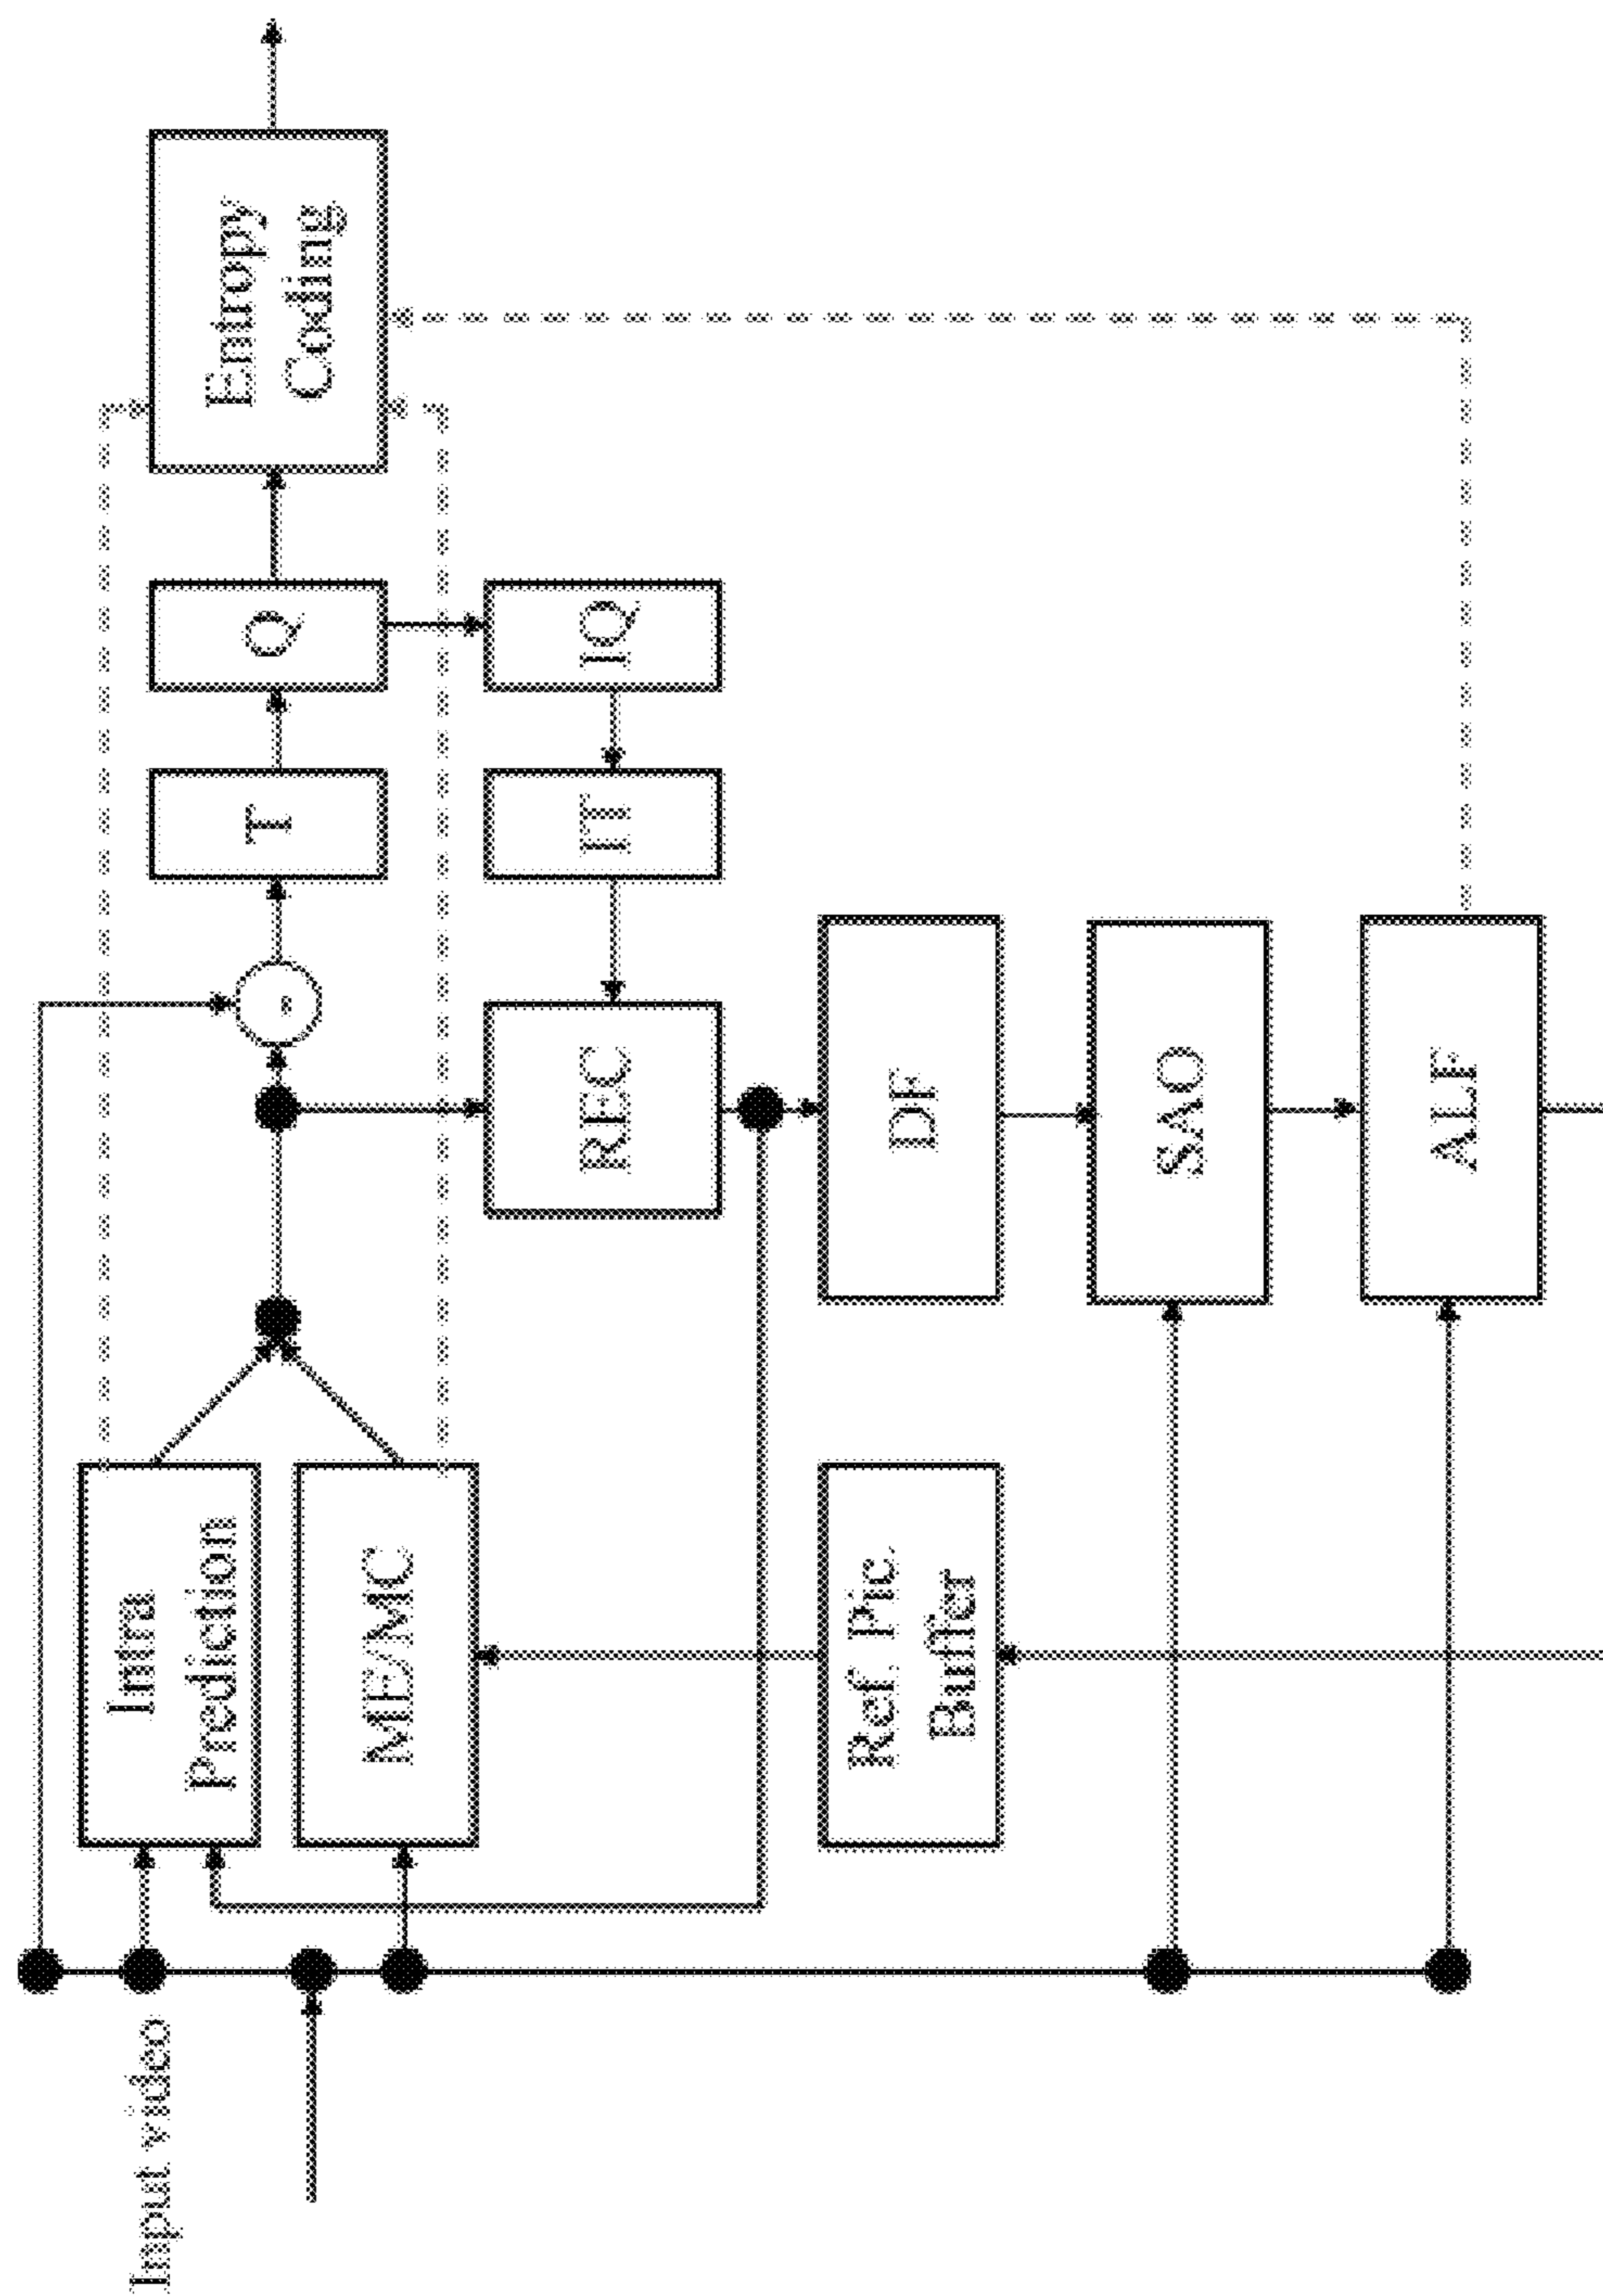 Input video
Intra
Prediction
ME/MC
-
T
Q
Entropy
Coding
REC
IT
IQ
Ref. Pic.
Buffer
DF
SAO
ALF